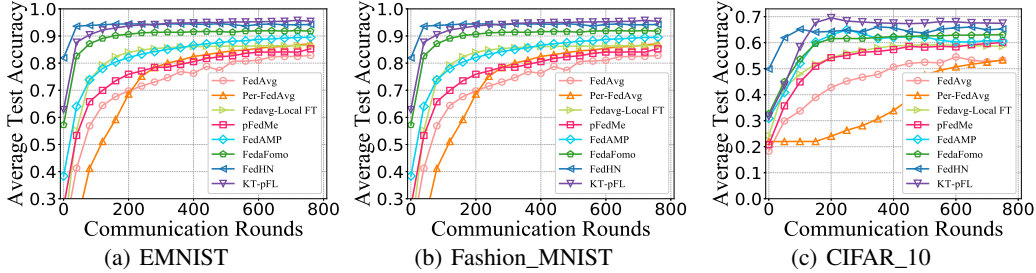 Average Test Accuracy
1.0
0.9
0.8
0.7
0.6
0.5
0.4
0.3
0
200
400
600
800
Communication Rounds
FedAvg
Per-FedAvg
Fedavg-Local FT
pFedMe
FedAMP
FedaFomo
FedHN
KT-pFL
(a) EMNIST
Average Test Accuracy
1.0
0.9
0.8
0.7
0.6
0.5
0.4
0.3
0
200
400
600
800
Communication Rounds
FedAvg
Per-FedAvg
Fedavg-Local FT
pFedMe
FedAMP
FedaFomo
FedHN
KT-pFL
(b) Fashion_MNIST
Average Test Accuracy
0.7
0.6
0.5
0.4
0.3
0.2
0.1
0.0
0
200
400
600
800
Communication Rounds
FedAvg
Per-FedAvg
Fedavg-Local FT
pFedMe
FedAMP
FedaFomo
FedHN
KT-pFL
(c) CIFAR_10